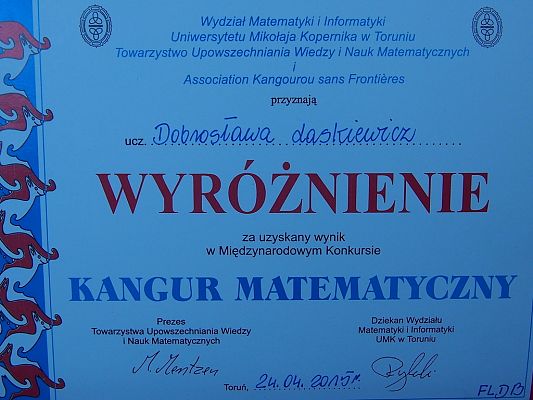 Wydział Matematyki i Informatyki
Uniwersytetu Mikołaja Kopernika w Toruniu
Towarzystwo Upowszechniania Wiedzy i Nauk Matematycznych
i
Association Kangourou sans Frontières
przyznają
ucz. Dobrosława Laskiewicz
WYRÓŻNIENIE
za uzyskany wynik
w Międzynarodowym Konkursie
KANGUR MATEMATYCZNY
Prezes
Towarzystwa Upowszechniania Wiedzy
i Nauk Matematycznych
Dziekan Wydziału
Matematyki i Informatyki
UMK w Toruniu
Toruń, 24.04.2015r.